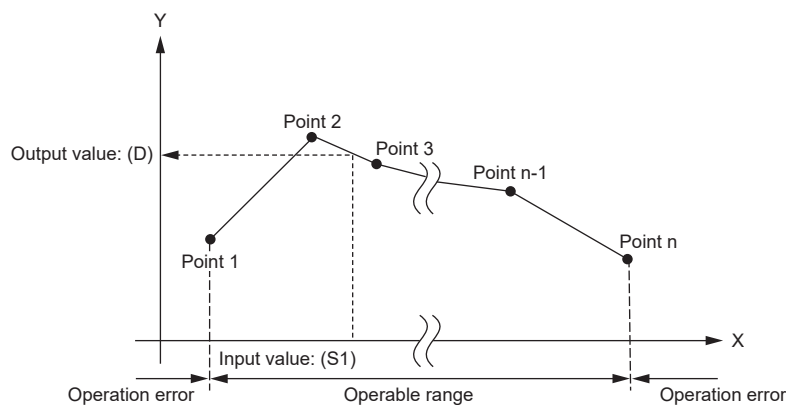 Y
Point 2
Point 3
Output value: (D)
Point n-1
Point n
Point 1
X
Input value: (S1)
Operation error
Operable range
Operation error